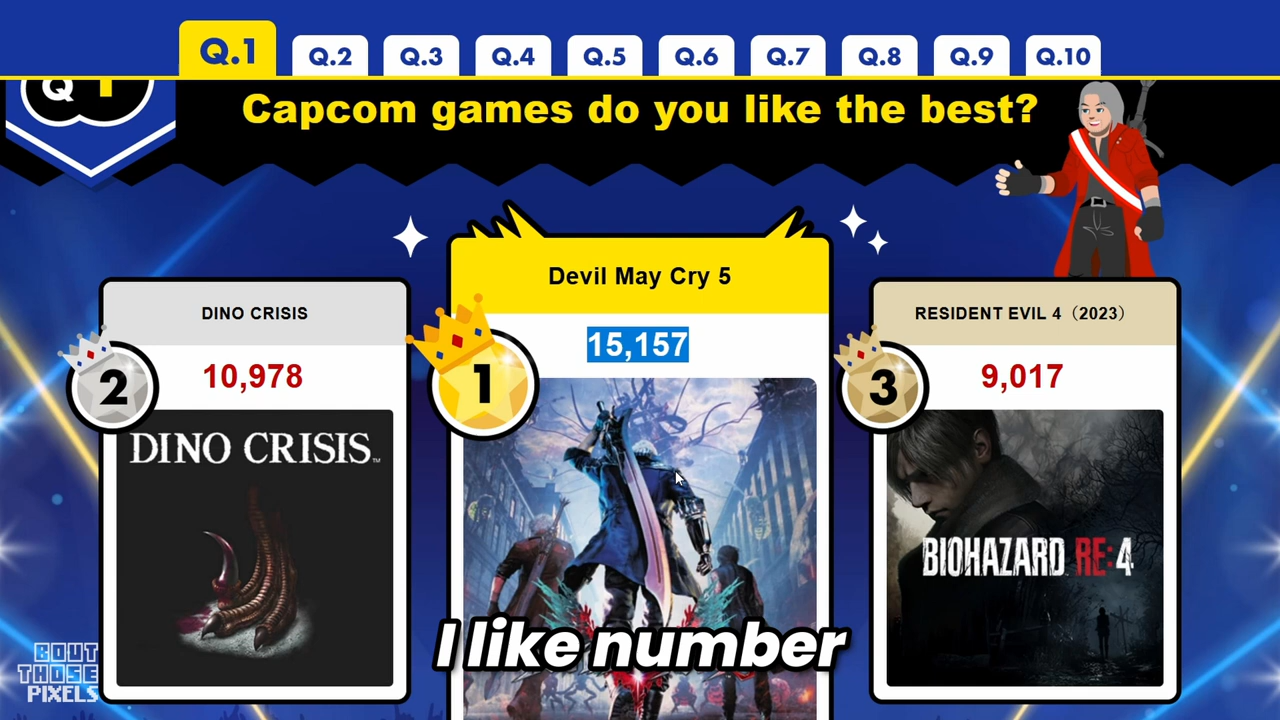 Q.1 Q.2 Q.3 Q.4 Q.5 Q.6 Q.7 Q.8 Q.9 Q.10
Q 1
Capcom games do you like the best?
DINO CRISIS
2
10,978
DINO CRISIS™
Devil May Cry 5
1
15,157
RESIDENT EVIL 4（2023）
3
9,017
BIOHAZARD RE:4
I like number
BOUT
THOSE
PIXELS